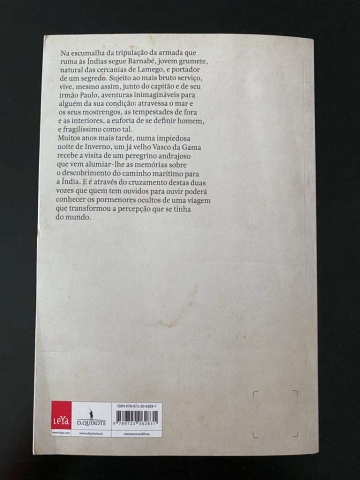 Na escumalha da tripulação da armada que
ruma às Índias segue Barnabé, jovem grumete,
natural das cercanias de Lamego, e portador
de um segredo. Sujeito ao mais bruto serviço,
vive, mesmo assim, junto do capitão e de seu
irmão Paulo, aventuras inimagináveis para
alguém da sua condição: atravessa o mar e
os seus mostrengos, as tempestades de fora
e as interiores, a euforia de se definir homem,
e fragilíssimo como tal.
Muitos anos mais tarde, numa impiedosa
noite de Inverno, um já velho Vasco da Gama
recebe a visita de um peregrino andrajoso
que vem alumiar-lhe as memórias sobre
o descobrimento do caminho marítimo para
a Índia. E é através do cruzamento destas duas
vozes que quem tem ouvidos para ouvir poderá
conhecer os pormenores ocultos de uma viagem
que transformou a percepção que se tinha
do mundo.
LeYa
D.QUIXOTE